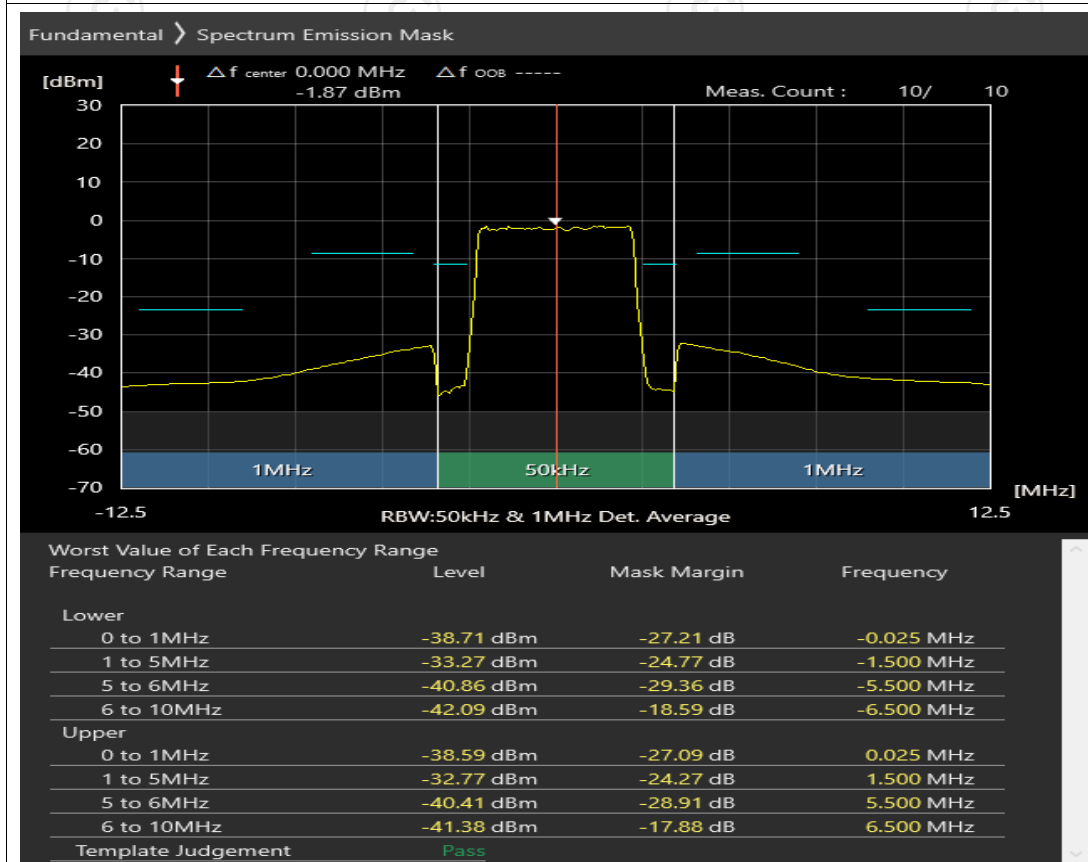 Fundamental 〉 Spectrum Emission Mask
[dBm] Δf center 0.000 MHz Δf OOB -----
-1.87 dBm Meas. Count : 10/ 10
30
20
10
0
-10
-20
-30
-40
-50
-60
1MHz 50kHz 1MHz
-70
[MHz]
-12.5 RBW:50kHz & 1MHz Det. Average 12.5
Worst Value of Each Frequency Range
Frequency Range Level Mask Margin Frequency
Lower
0 to 1MHz -38.71 dBm -27.21 dB -0.025 MHz
1 to 5MHz -33.27 dBm -24.77 dB -1.500 MHz
5 to 6MHz -40.86 dBm -29.36 dB -5.500 MHz
6 to 10MHz -42.09 dBm -18.59 dB -6.500 MHz
Upper
0 to 1MHz -38.59 dBm -27.09 dB 0.025 MHz
1 to 5MHz -32.77 dBm -24.27 dB 1.500 MHz
5 to 6MHz -40.41 dBm -28.91 dB 5.500 MHz
6 to 10MHz -41.38 dBm -17.88 dB 6.500 MHz
Template Judgement Pass